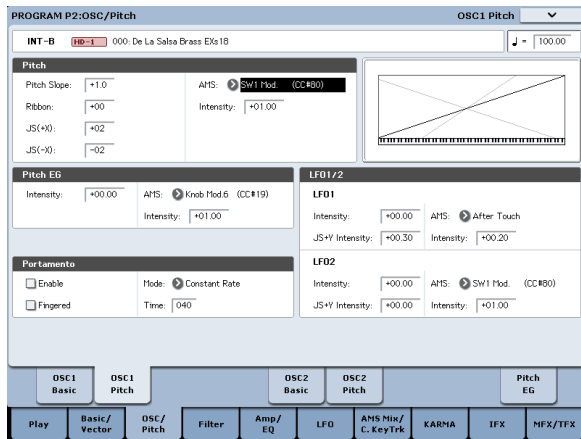 PROGRAM P2:OSC/Pitch OSC1 Pitch
INT-B HD-1 000: De La Salsa Brass EXs18 ♩ = 100.00
Pitch
Pitch Slope: +1.0 AMS: SW1 Mod. (CC#80)
Ribbon: +00 Intensity: +01.00
JS(+X): +02
JS(-X): -02
Pitch EG
Intensity: +00.00 AMS: Knob Mod.6 (CC#19)
Intensity: +01.00
LFO1/2
LFO1
Intensity: +00.00 AMS: After Touch
JS+Y Intensity: +00.30 Intensity: +00.20
LFO2
Intensity: +00.00 AMS: SW1 Mod. (CC#80)
JS+Y Intensity: +00.00 Intensity: +01.00
Portamento
Enable Mode: Constant Rate
Fingered Time: 040
OSC1 Basic OSC1 Pitch OSC2 Basic OSC2 Pitch Pitch EG
Play Basic/Vector OSC/Pitch Filter Amp/EQ LFO AMS Mix/C.KeyTrk KARMA IFX MFX/TFX